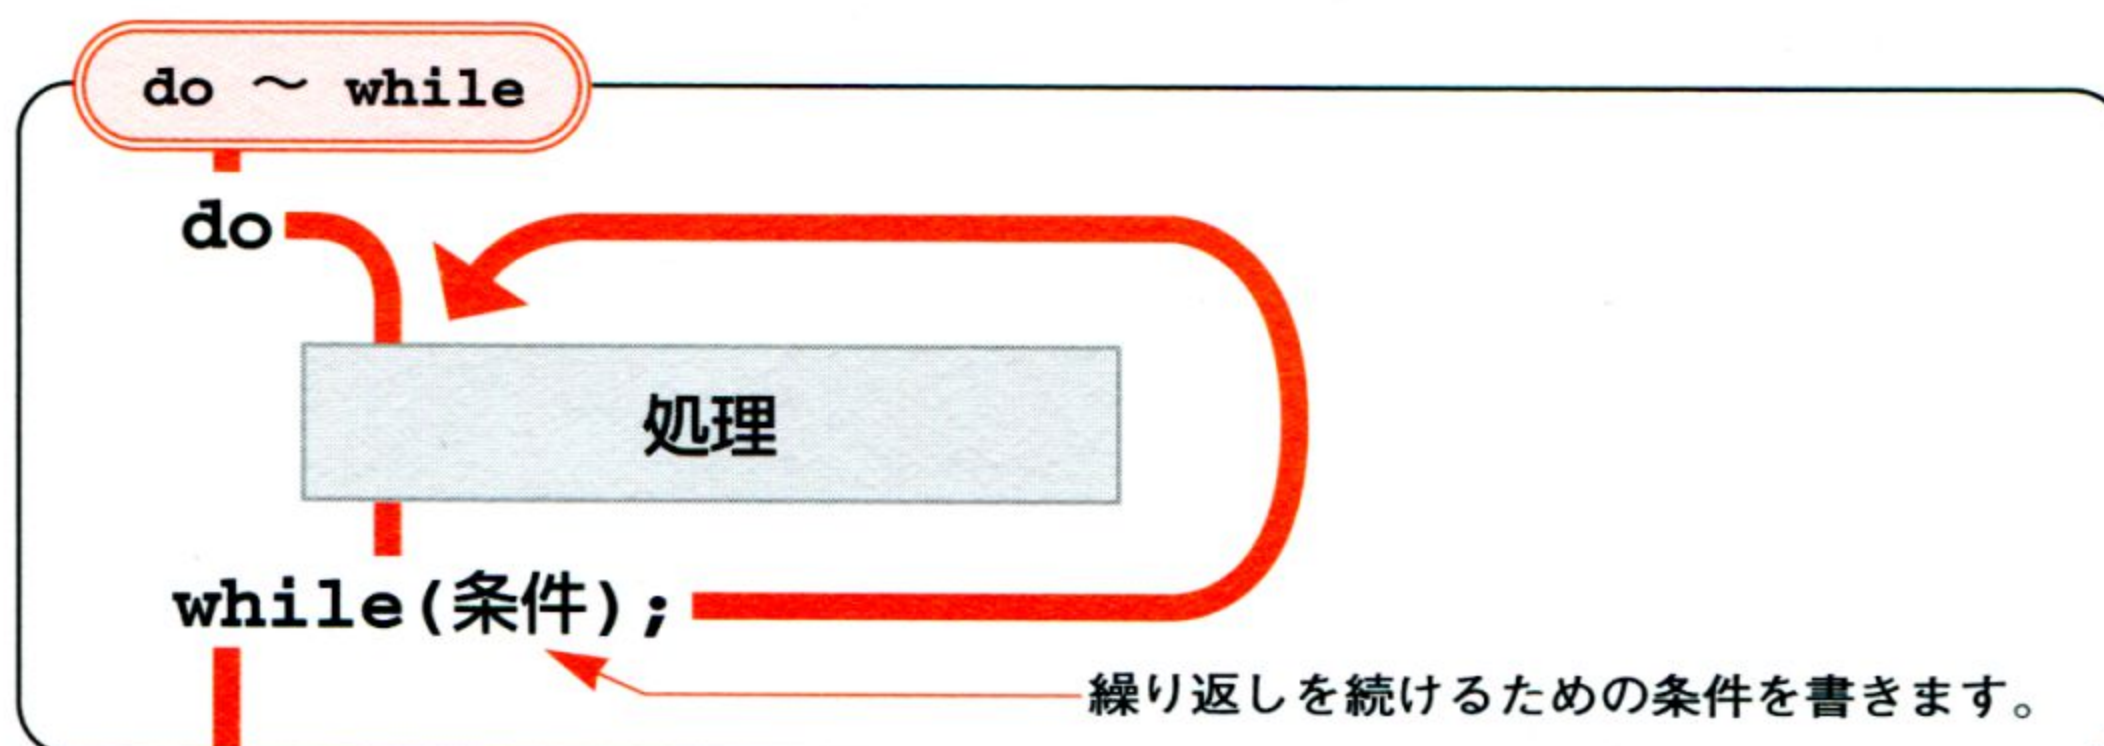 do ～ while
do
処理
while(条件);
繰り返しを続けるための条件を書きます。